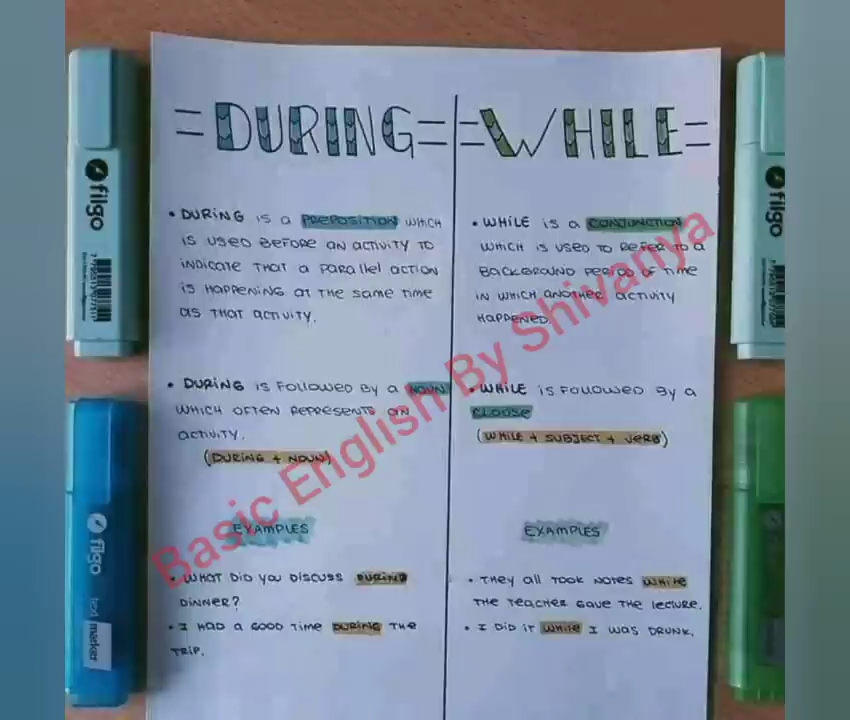 = DURING =
• DURING IS A PREPOSITION WHICH
IS USED BEFORE AN ACTIVITY TO
INDICATE THAT A PARALLEL ACTION
IS HAPPENING AT THE SAME TIME
AS THAT ACTIVITY.
• DURING IS FOLLOWED BY A NOUN
WHICH OFTEN REPRESENTS AN
ACTIVITY.
(DURING + NOUN)
EXAMPLES
• WHAT DID YOU DISCUSS DURING
DINNER?
• I HAD A GOOD TIME DURING THE
TRIP.
= WHILE =
• WHILE IS A CONJUNCTION
WHICH IS USED TO REFER TO A
BACKGROUND PERIOD OF TIME
IN WHICH ANOTHER ACTIVITY
HAPPENED.
• WHILE IS FOLLOWED BY A
CLOUSE
(WHILE + SUBJECT + VERB)
EXAMPLES
• THEY ALL TOOK NOTES WHILE
THE TEACHER GAVE THE LECTURE.
• I DID IT WHILE I WAS DRUNK.
Basic English By Shivanya
filgo
filgo
text marker
filgo